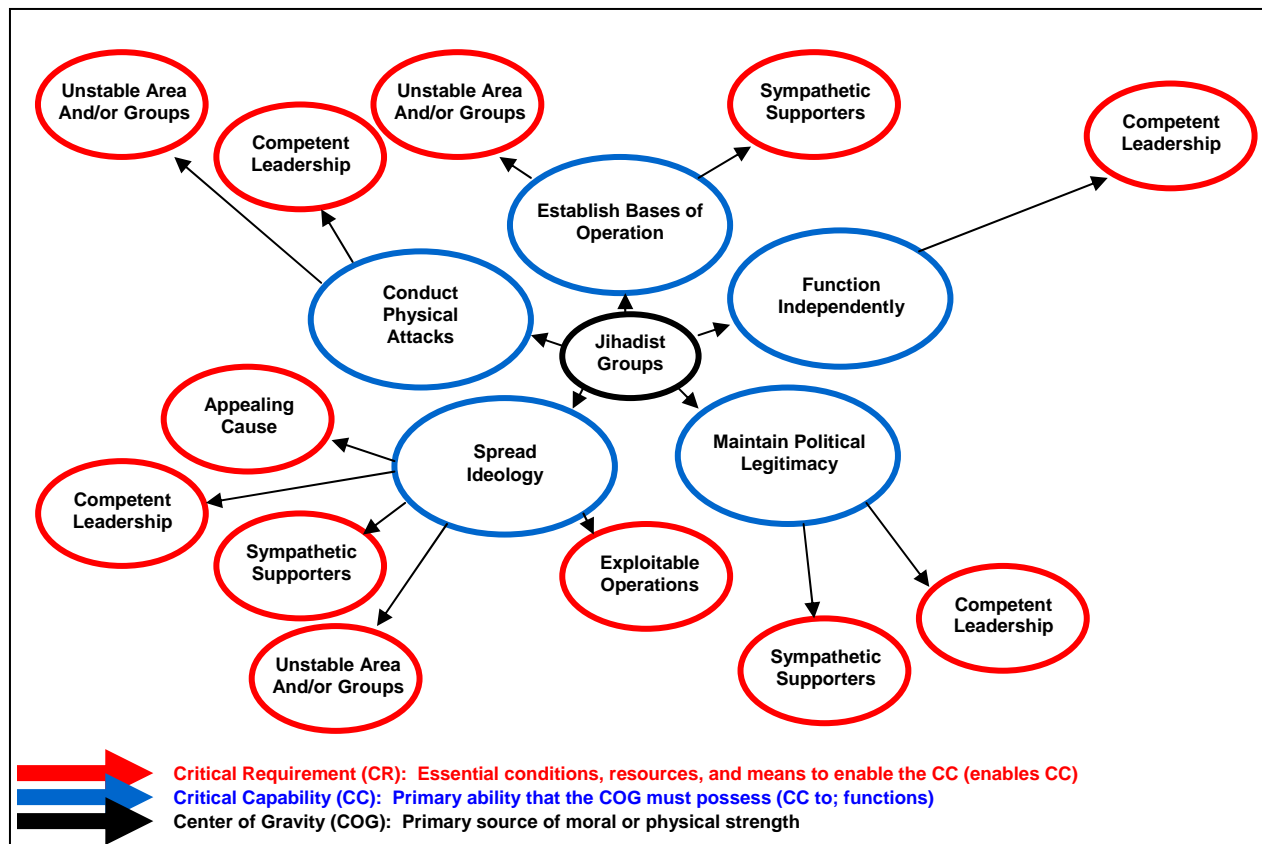 Unstable Area
And/or Groups
Unstable Area
And/or Groups
Sympathetic
Supporters
Competent
Leadership
Competent
Leadership
Establish Bases of
Operation
Function
Independently
Conduct
Physical
Attacks
Jihadist
Groups
Appealing
Cause
Spread
Ideology
Maintain Political
Legitimacy
Competent
Leadership
Sympathetic
Supporters
Exploitable
Operations
Competent
Leadership
Unstable Area
And/or Groups
Sympathetic
Supporters
Critical Requirement (CR): Essential conditions, resources, and means to enable the CC (enables CC)
Critical Capability (CC): Primary ability that the COG must possess (CC to; functions)
Center of Gravity (COG): Primary source of moral or physical strength